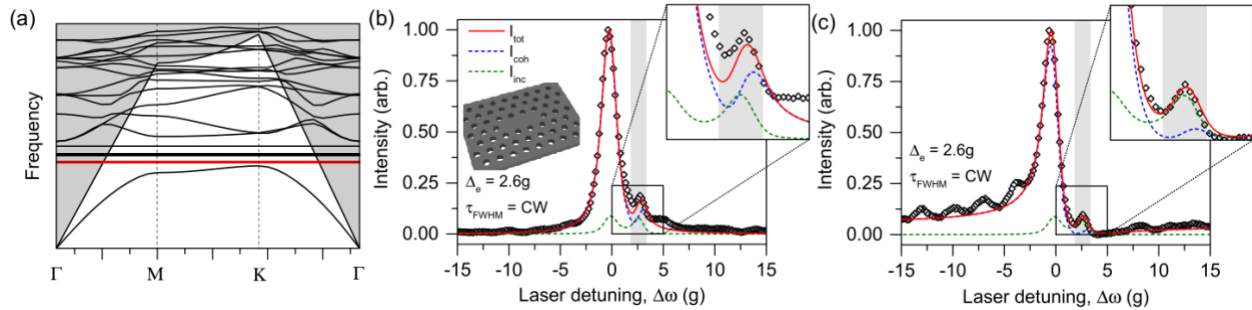 (a)
Frequency
Γ
M
K
Γ
(b)
Intensity (arb.)
1.00
0.75
0.50
0.25
0.00
I_tot
I_coh
I_inc
Δ_e = 2.6g
τ_FWHM = CW
-15
-10
-5
0
5
10
15
Laser detuning, Δω (g)
(c)
Intensity (arb.)
1.00
0.75
0.50
0.25
0.00
Δ_e = 2.6g
τ_FWHM = CW
-15
-10
-5
0
5
10
15
Laser detuning, Δω (g)